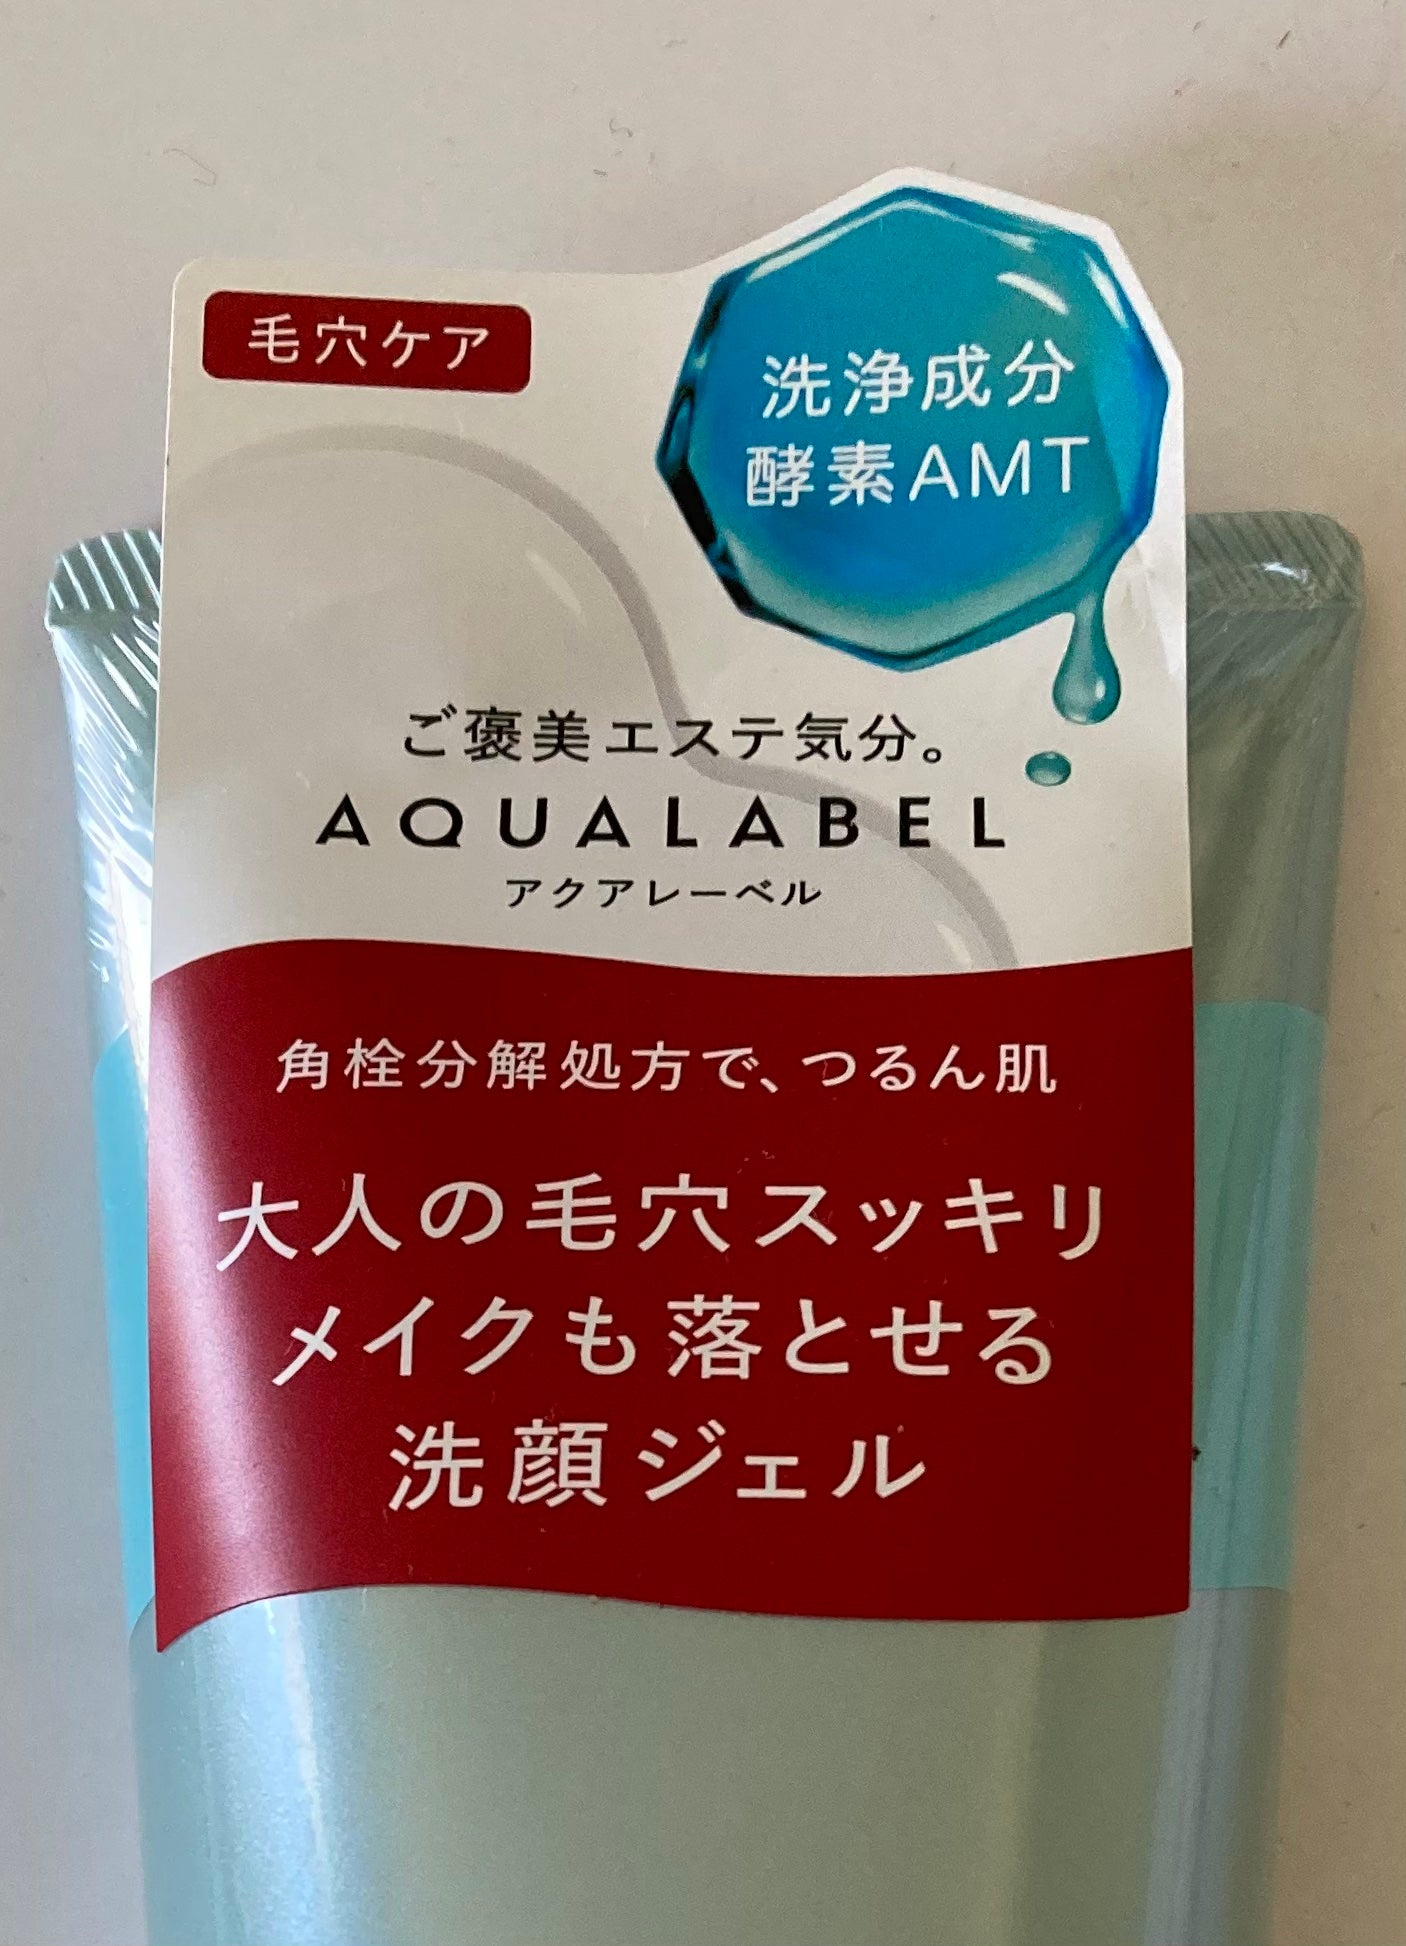 毛穴ケア
洗浄成分
酵素AMT
ご褒美エステ気分。
AQUALABEL
アクアレーベル
角栓分解処方で、つるん肌
大人の毛穴スッキリ
メイクも落とせる
洗顔ジェル